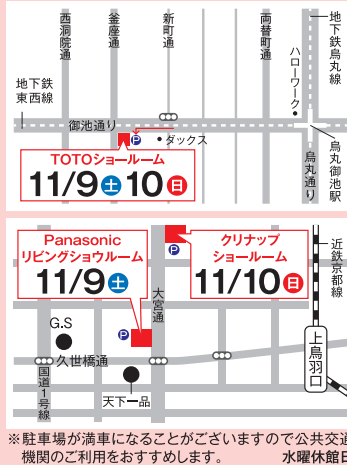 西洞院通
釜座通
新町通
両替町通
地下鉄烏丸線
ハローワーク
地下鉄
東西線
御池通り
P
ダックス
烏丸通り
烏丸御池駅
TOTOショールーム
11/9土 10日
Panasonic
リビングショウルーム
11/9土
クリナップ
ショールーム
11/10日
P
P
大宮通
近鉄京都線
G.S
久世橋通
国道1号線
天下一品
上鳥羽口
※駐車場が満車になることがございますので公共交通
機関のご利用をおすすめします。 水曜休館日